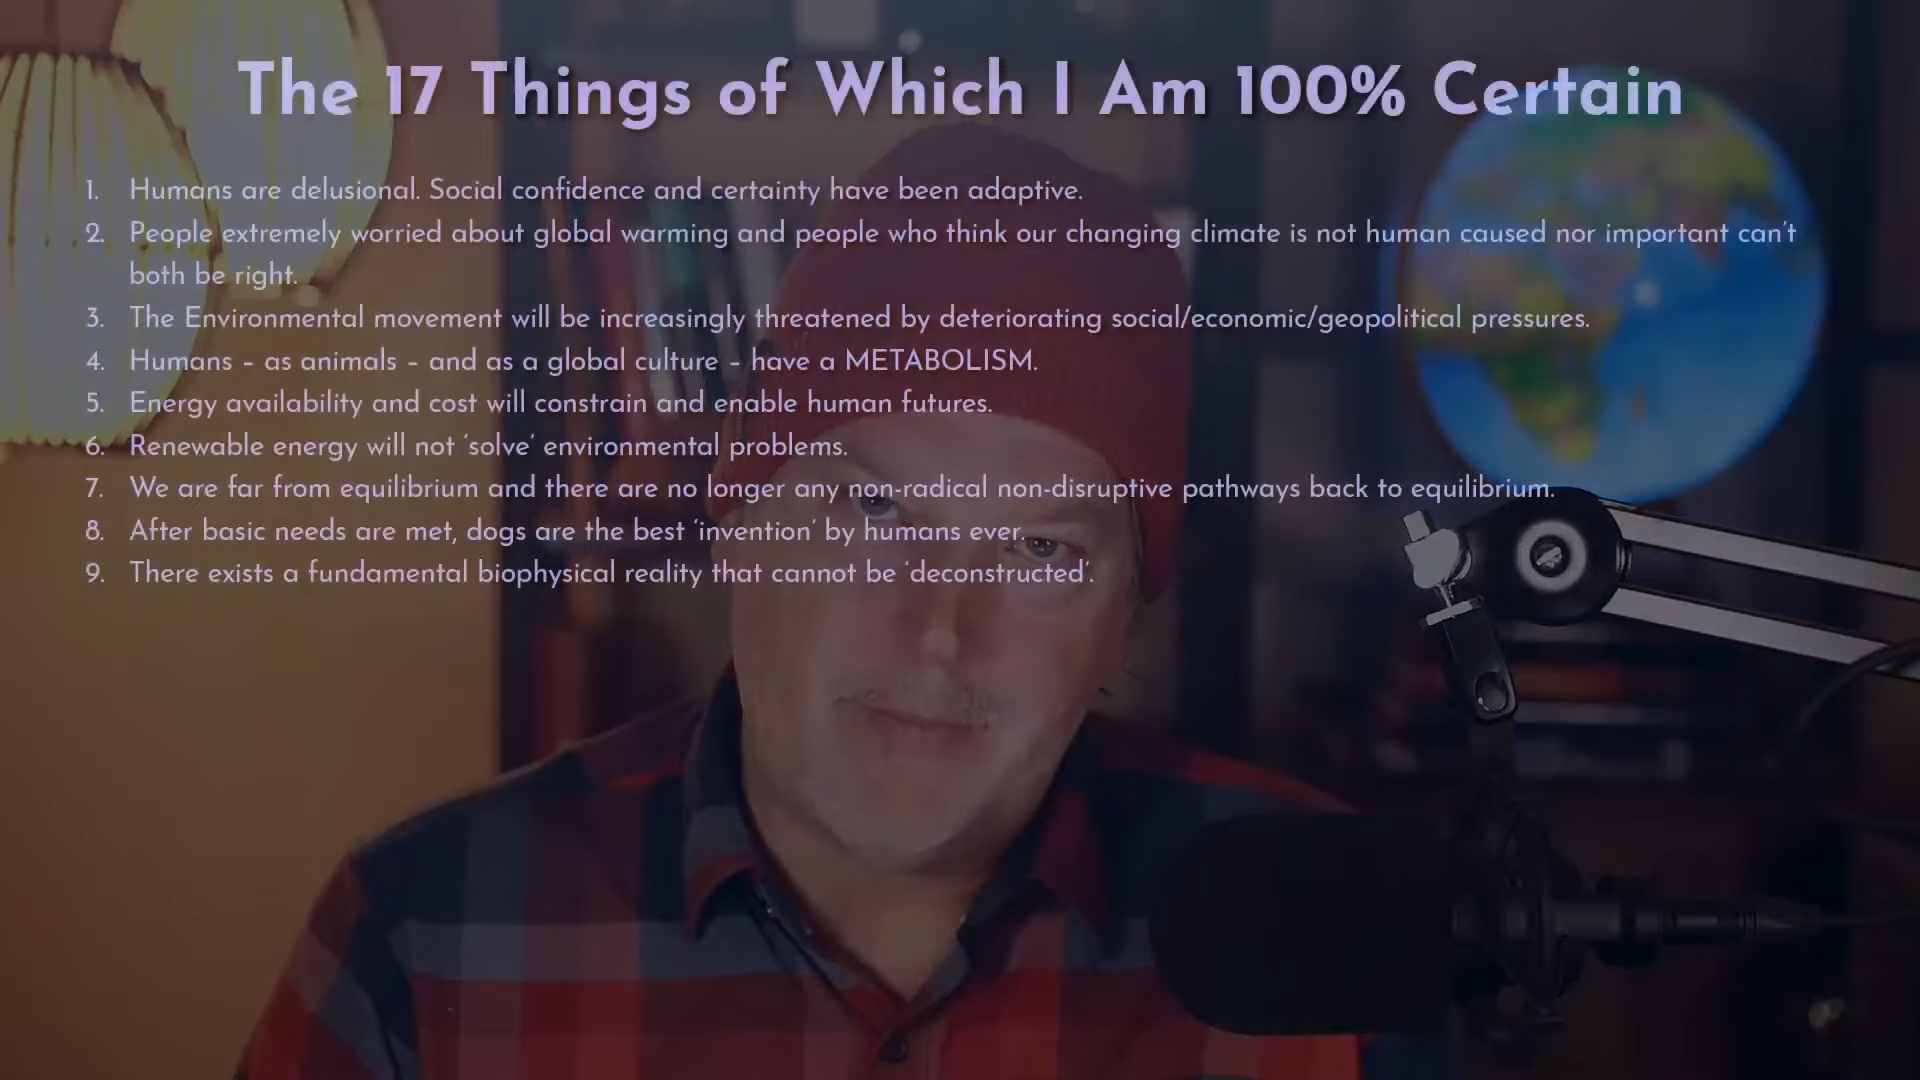 The 17 Things of Which I Am 100% Certain
1. Humans are delusional. Social confidence and certainty have been adaptive.
2. People extremely worried about global warming and people who think our changing climate is not human caused nor important can't
both be right.
3. The Environmental movement will be increasingly threatened by deteriorating social/economic/geopolitical pressures.
4. Humans – as animals – and as a global culture – have a METABOLISM.
5. Energy availability and cost will constrain and enable human futures.
6. Renewable energy will not ‘solve’ environmental problems.
7. We are far from equilibrium and there are no longer any non-radical non-disruptive pathways back to equilibrium.
8. After basic needs are met, dogs are the best ‘invention’ by humans ever.
9. There exists a fundamental biophysical reality that cannot be ‘deconstructed’.